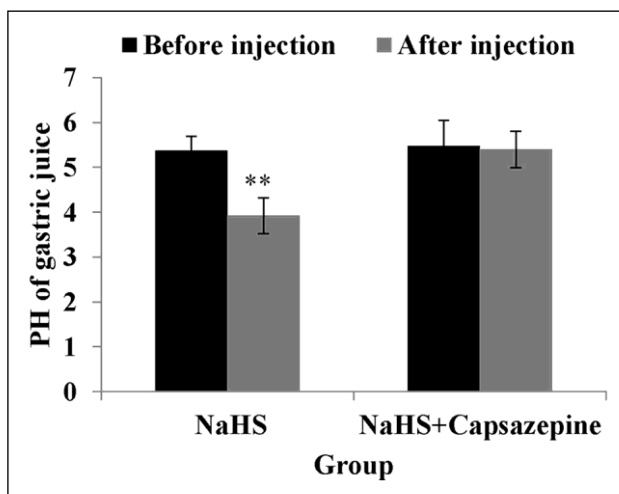 Before injection After injection
PH of gastric juice
7
6
5
4
3
2
1
0
**
NaHS NaHS+Capsazepine
Group